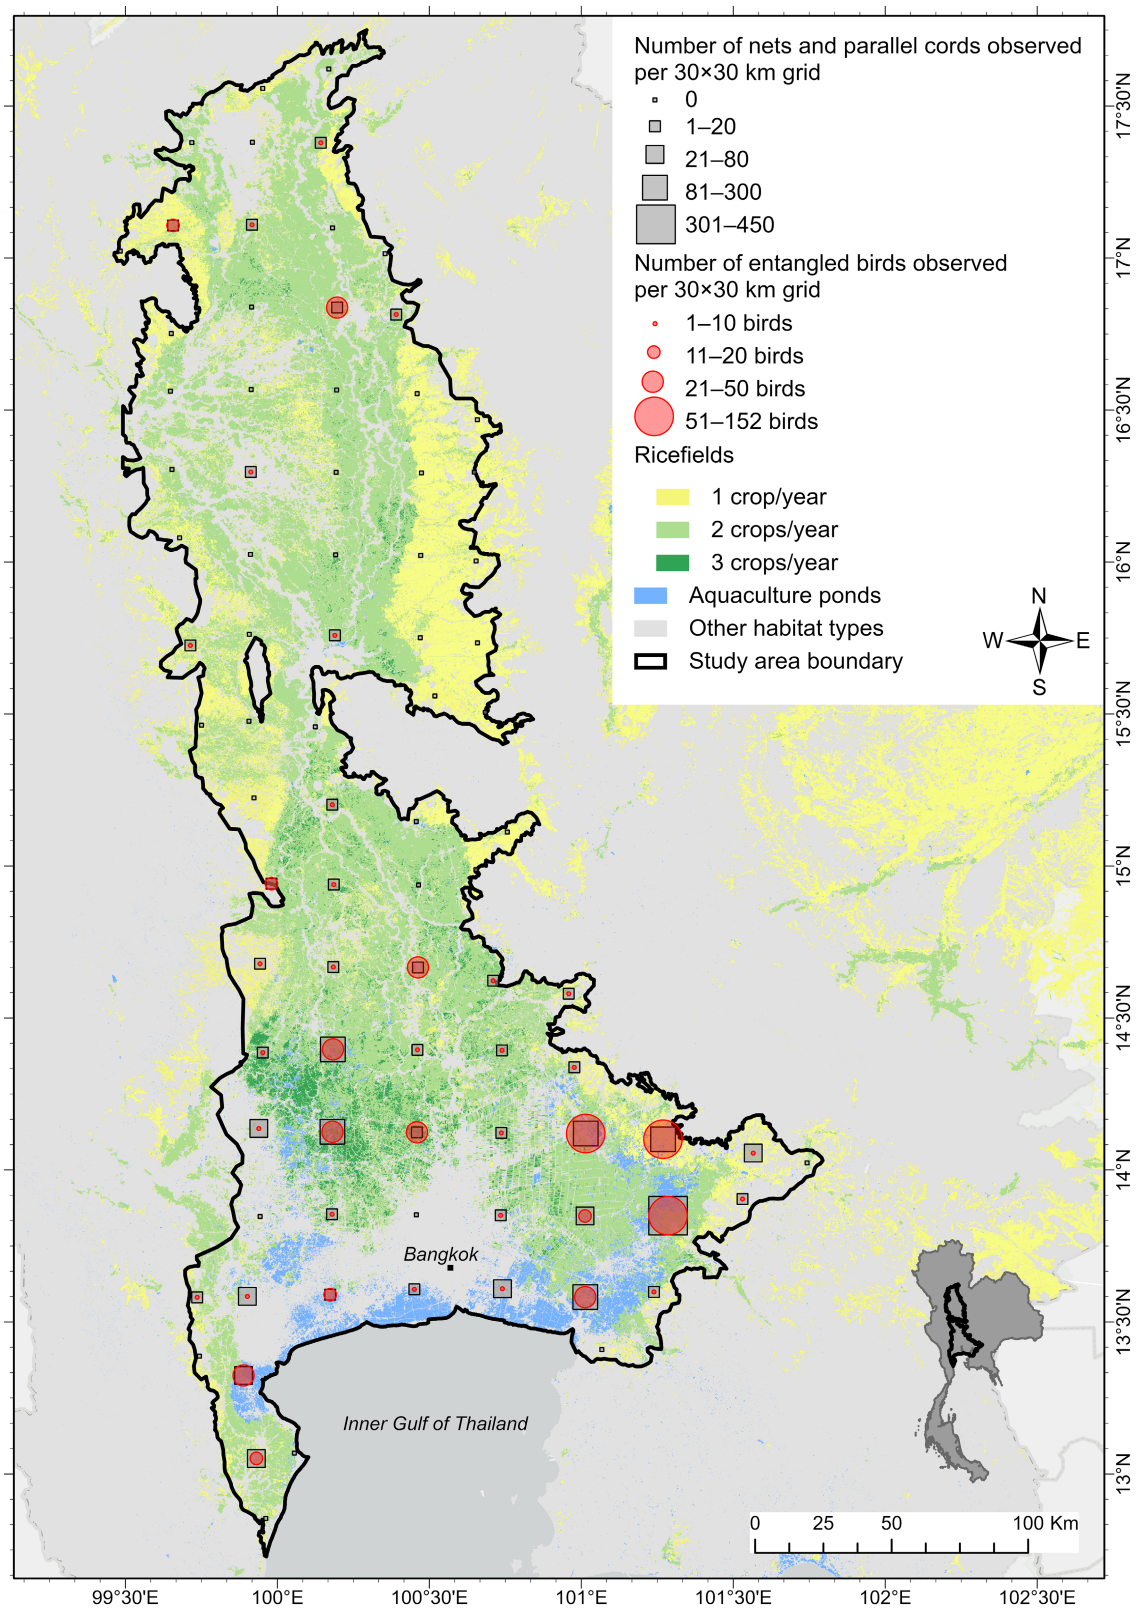 Number of nets and parallel cords observed
per 30×30 km grid
0
1–20
21–80
81–300
301–450
Number of entangled birds observed
per 30×30 km grid
1–10 birds
11–20 birds
21–50 birds
51–152 birds
Ricefields
1 crop/year
2 crops/year
3 crops/year
Aquaculture ponds
Other habitat types
Study area boundary
N
W E
S
17°30'N
17°N
16°30'N
16°N
15°30'N
15°N
14°30'N
14°N
13°30'N
13°N
Bangkok
Inner Gulf of Thailand
0 25 50 100 Km
99°30'E 100°E 100°30'E 101°E 101°30'E 102°E 102°30'E